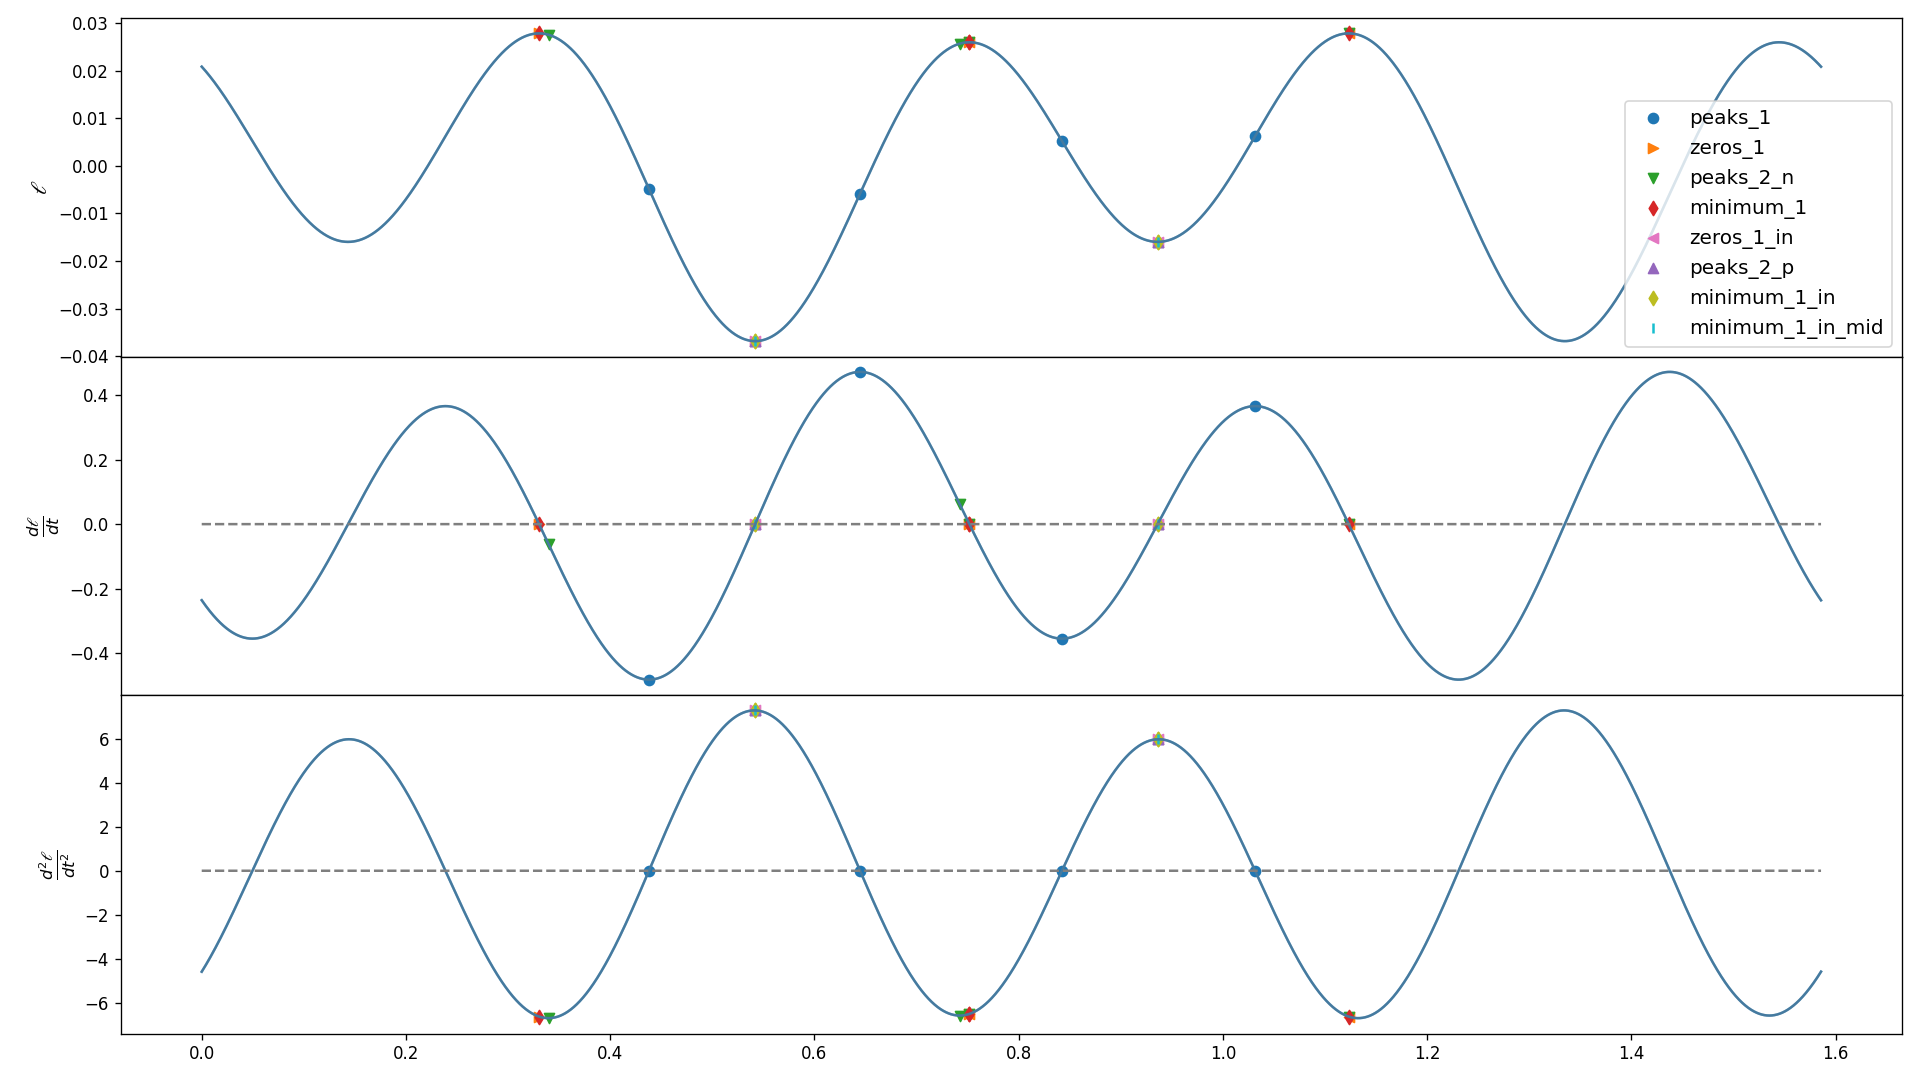 0.03
0.02
0.01
0.00
−0.01
−0.02
−0.03
−0.04
ℓ
peaks_1
zeros_1
peaks_2_n
minimum_1
zeros_1_in
peaks_2_p
minimum_1_in
minimum_1_in_mid
0.4
0.2
0.0
−0.2
−0.4
dℓ
dt
6
4
2
0
−2
−4
−6
d²ℓ
dt²
0.0 0.2 0.4 0.6 0.8 1.0 1.2 1.4 1.6